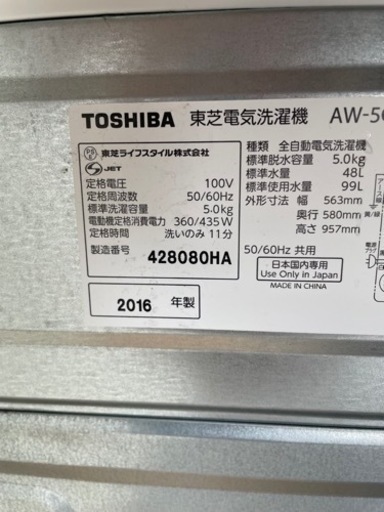 TOSHIBA 東芝電気洗濯機 AW-5
PS E 東芝ライフスタイル株式会社
S JET
定格電圧 100V
定格周波数 50/60Hz
標準洗濯容量 5.0kg
電動機定格消費電力 360/435W
定格時間 洗いのみ 11分
製造番号 428080HA
2016 年製
種類 全自動電気洗濯機
標準脱水容量 5.0kg
標準水量 48L
標準使用水量 99L
外形寸法 幅 563mm
奥行 580mm
高さ 957mm
50/60Hz 共用
日本国内専用
Use Only in Japan
MADE IN CHINA
電源
プラグ